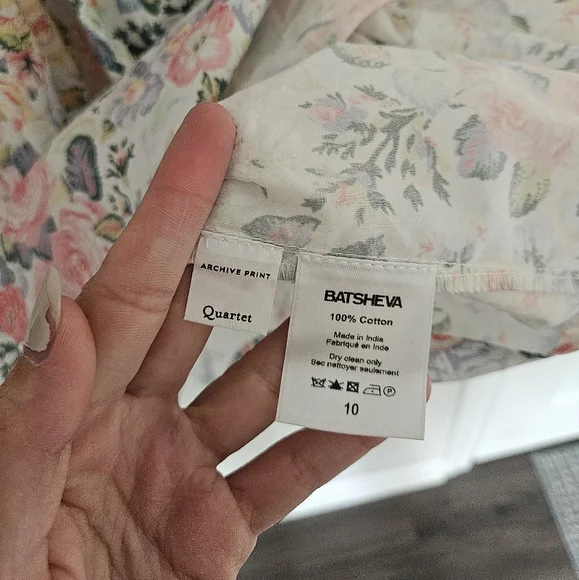 ARCHIVE PRINT
Quartet
BATSHEVA
100% Cotton
Made in India
Fabriqué en Inde
Dry clean only
Sec nettoyer seulement
P
10